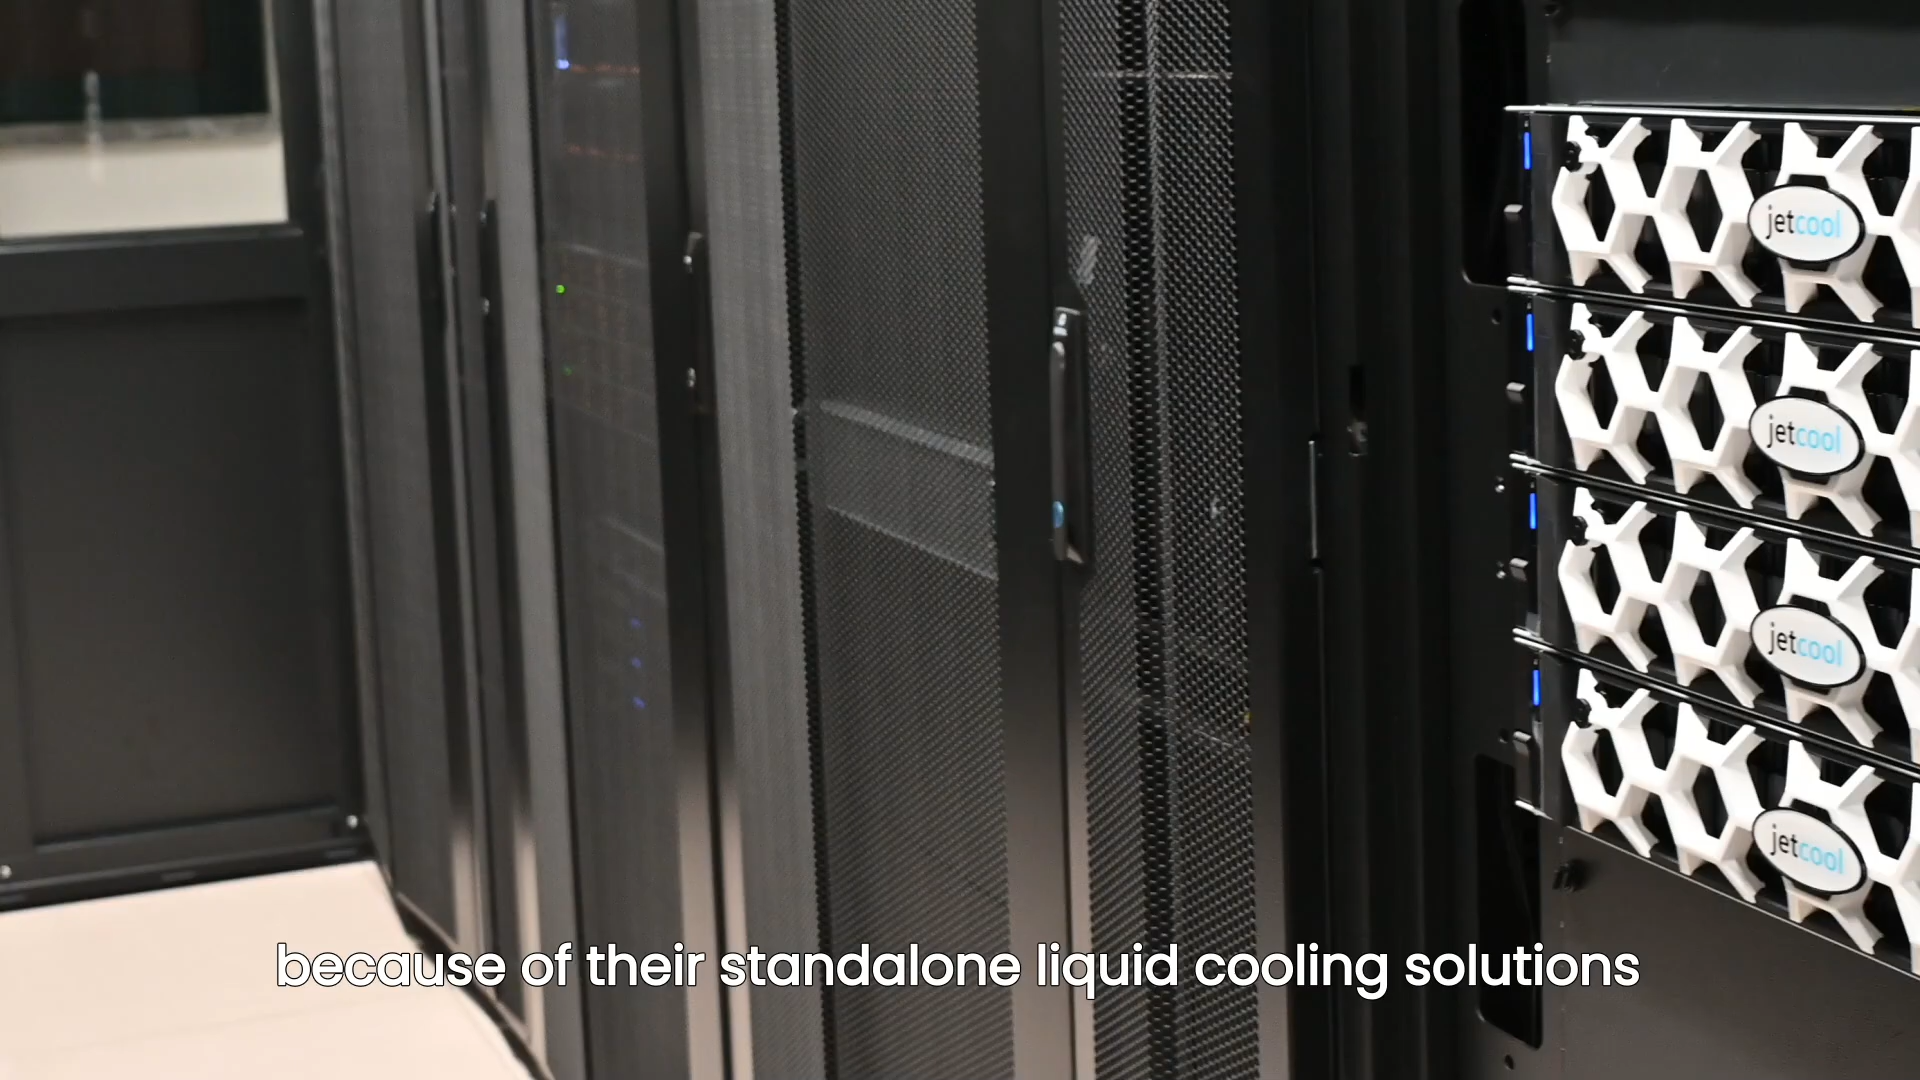 jetcool
jetcool
jetcool
jetcool
because of their standalone liquid cooling solutions